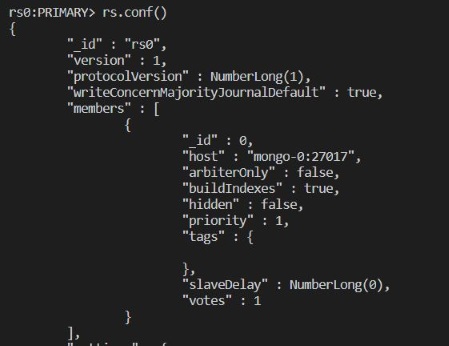 rs0:PRIMARY> rs.conf()
{
"_id" : "rs0",
"version" : 1,
"protocolVersion" : NumberLong(1),
"writeConcernMajorityJournalDefault" : true,
"members" : [
{
"_id" : 0,
"host" : "mongo-0:27017",
"arbiterOnly" : false,
"buildIndexes" : true,
"hidden" : false,
"priority" : 1,
"tags" : {
},
"slaveDelay" : NumberLong(0),
"votes" : 1
}
],